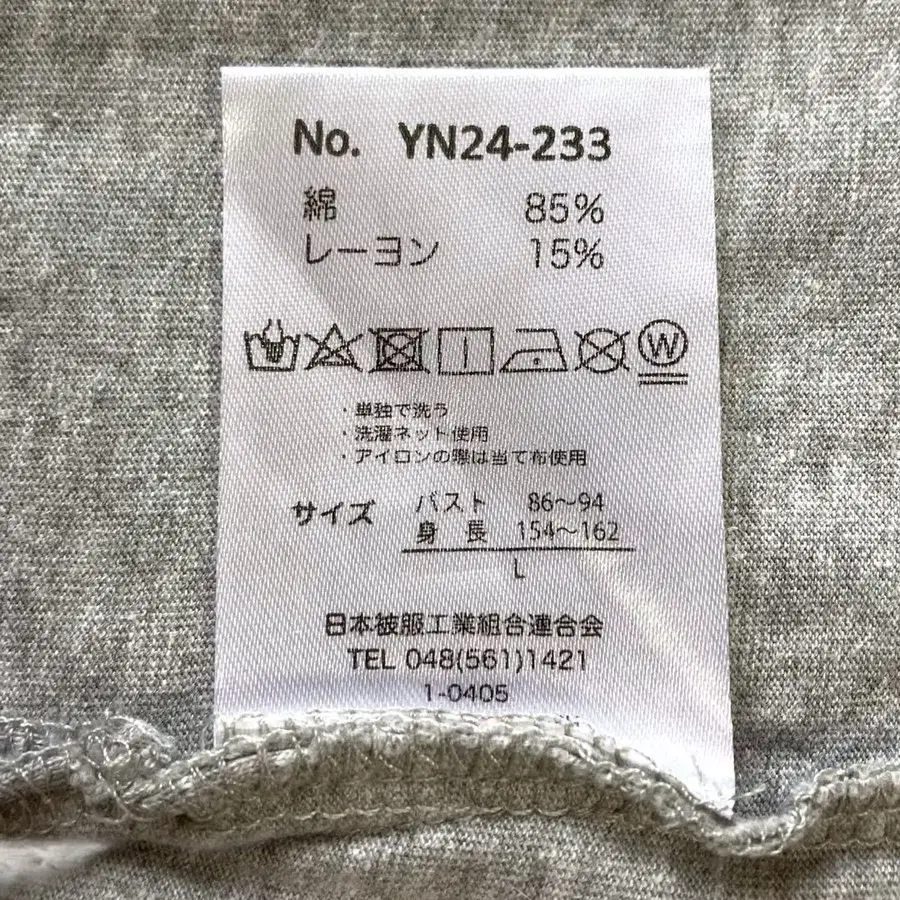 No. YN24-233
綿 85%
レーヨン 15%
W
・単独で洗う
・洗濯ネット使用
・アイロンの際は当て布使用
サイズ バスト 86〜94
身長 154〜162
L
日本被服工業組合連合会
TEL 048(561)1421
1-0405